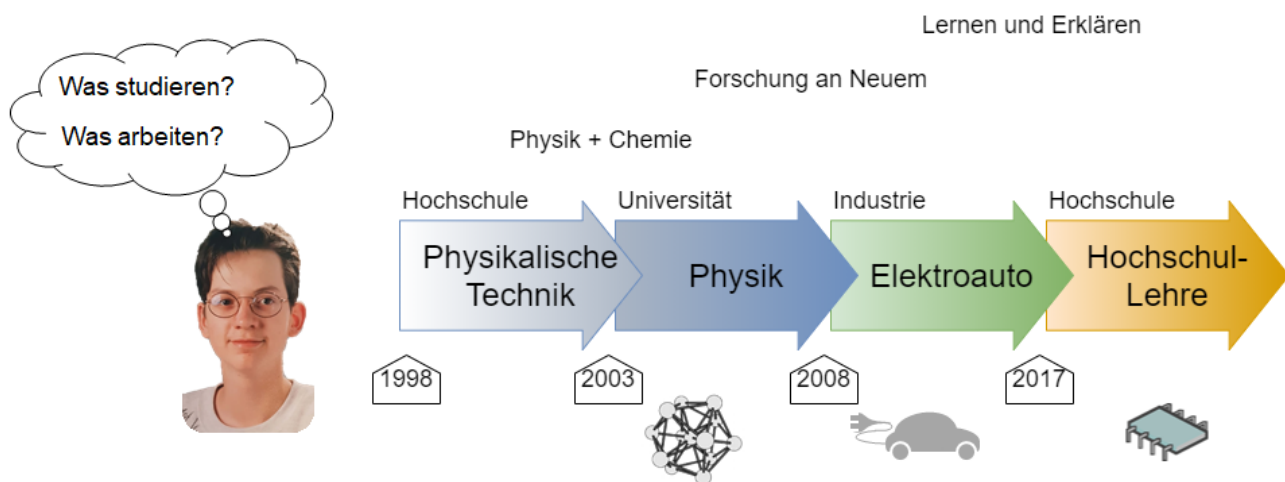 Was studieren?
Was arbeiten?
Lernen und Erklären
Forschung an Neuem
Physik + Chemie
Hochschule
Physikalische
Technik
Universität
Physik
Industrie
Elektroauto
Hochschule
Hochschul-
Lehre
1998
2003
2008
2017